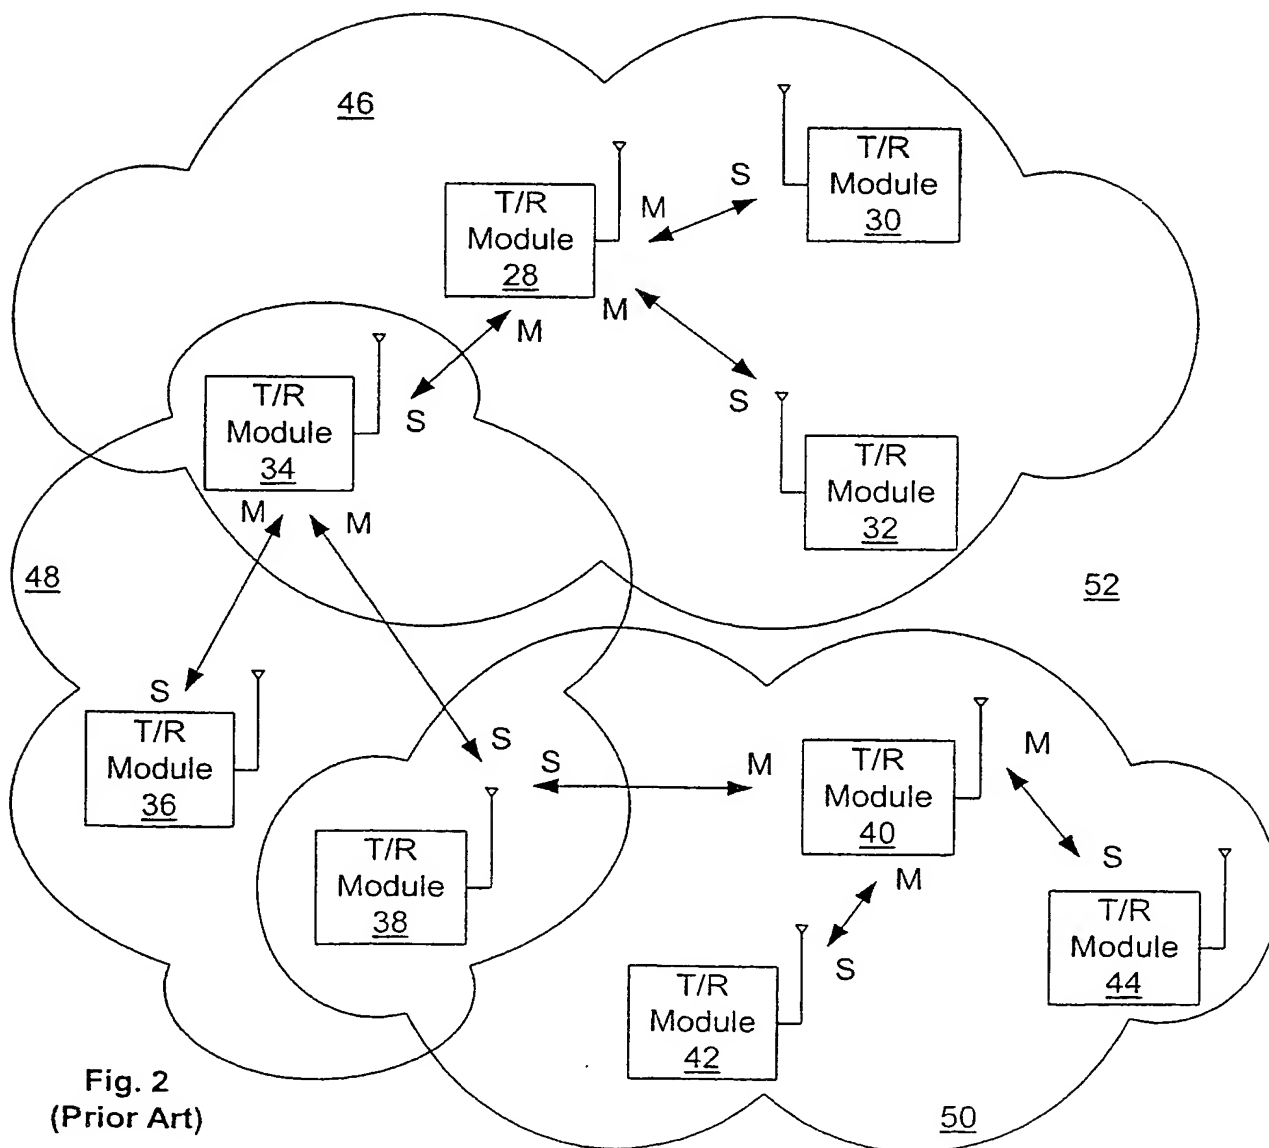 46
T/R
Module
30
S
M
T/R
Module
28
M
M
S
S
T/R
Module
34
T/R
Module
32
M
M
48
52
S
T/R
Module
36
S
S
M
T/R
Module
40
M
S
M
T/R
Module
38
S
T/R
Module
44
T/R
Module
42
Fig. 2
(Prior Art)
50